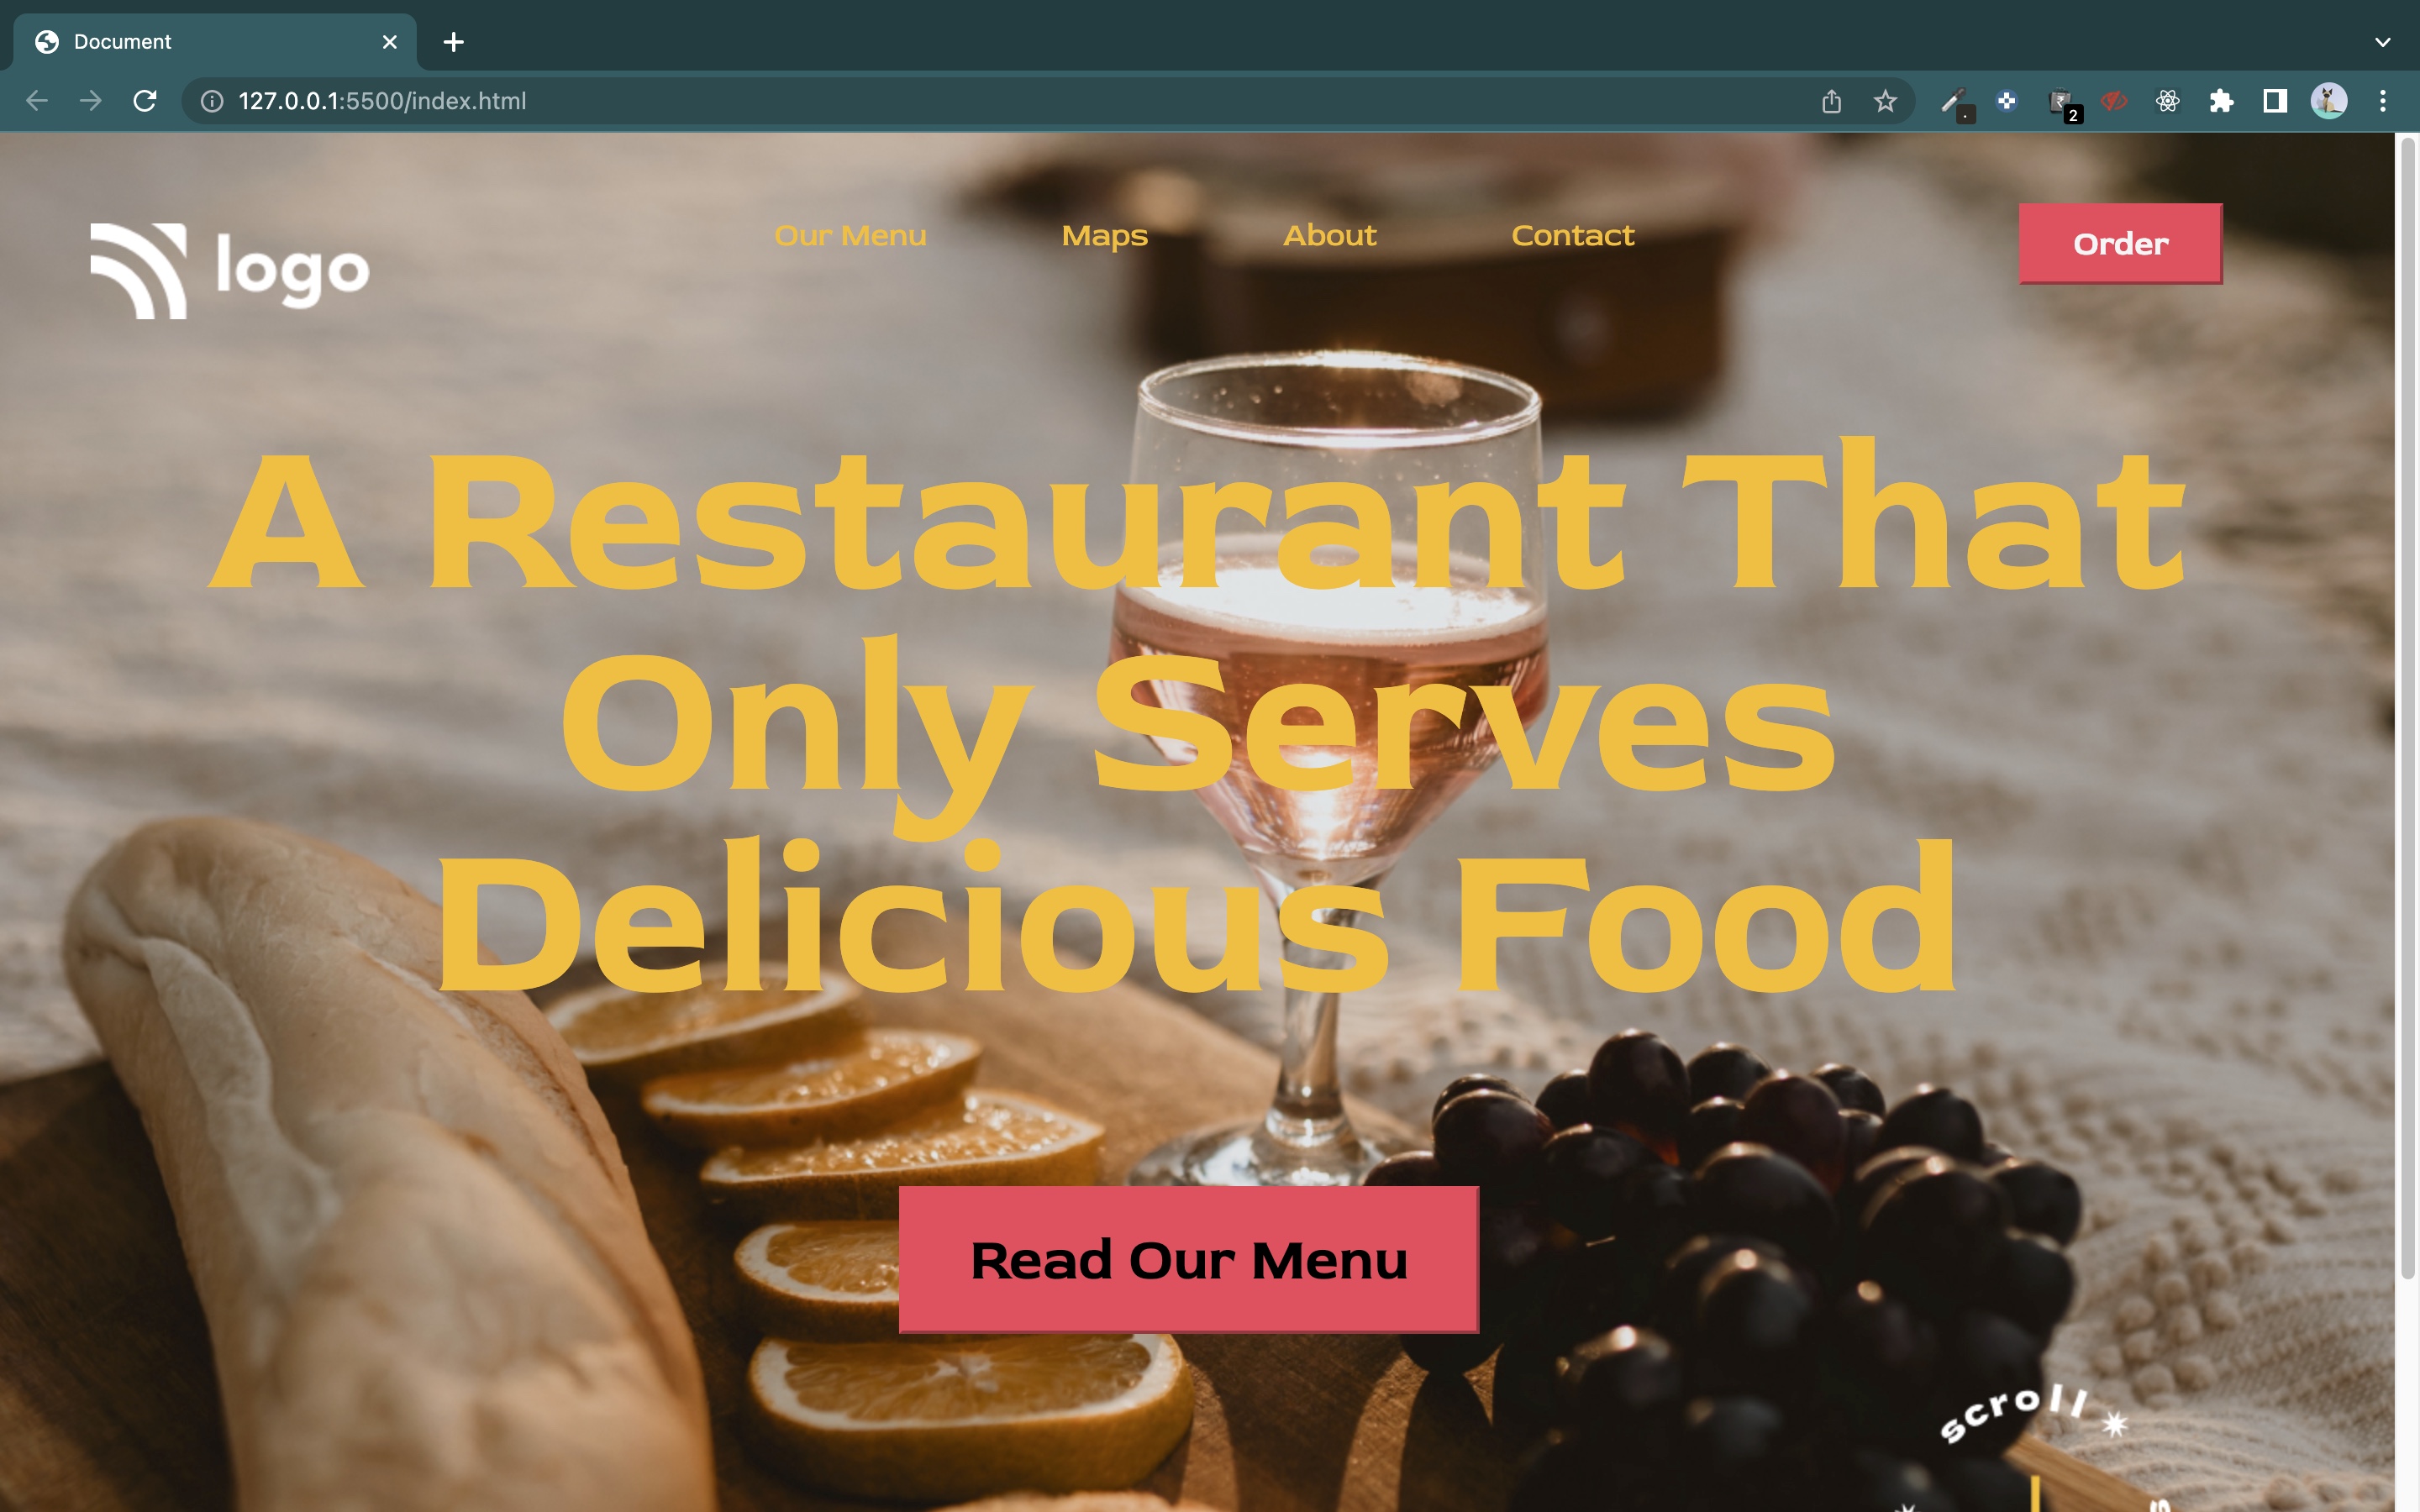 Document
127.0.0.1:5500/index.html
2
logo
Our Menu
Maps
About
Contact
Order
A Restaurant That
Only Serves
Delicious Food
Read Our Menu
scroll